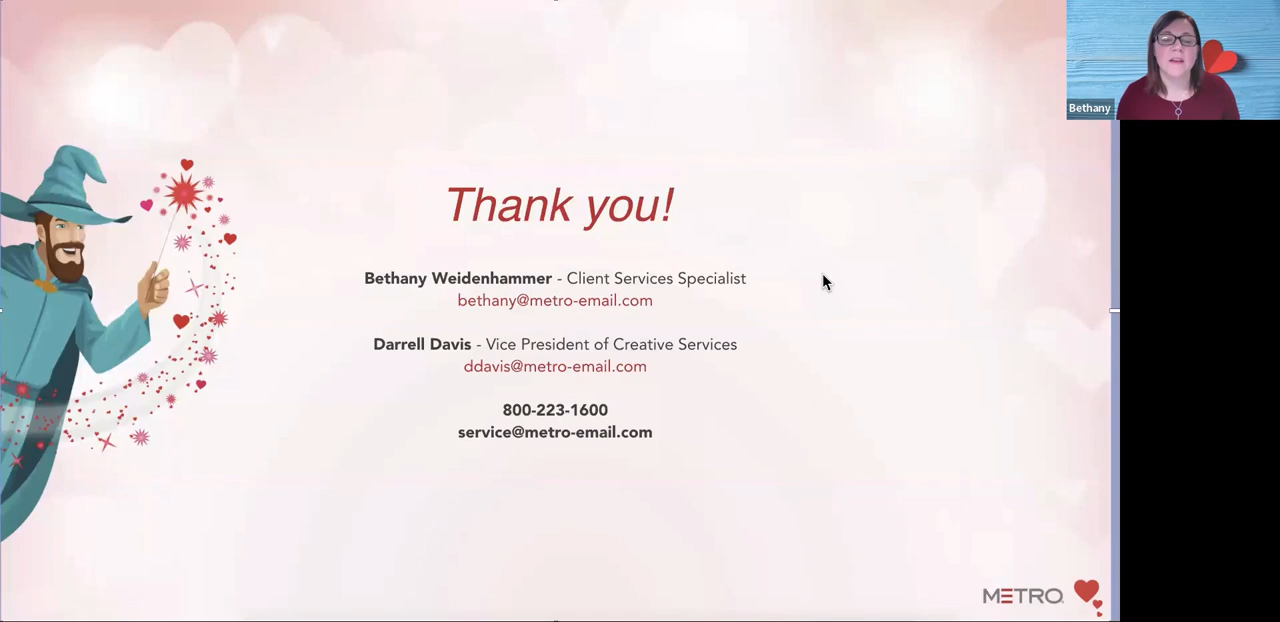 Bethany
Thank you!
Bethany Weidenhammer - Client Services Specialist
bethany@metro-email.com
Darrell Davis - Vice President of Creative Services
ddavis@metro-email.com
800-223-1600
service@metro-email.com
METRO